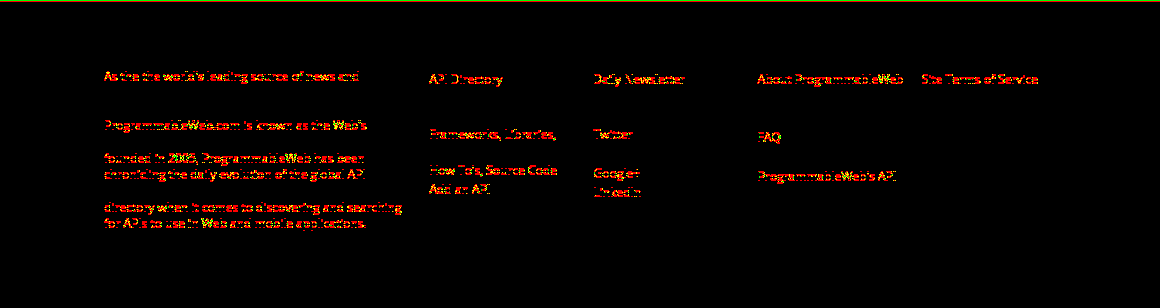 As the the world's leading source of news and
ProgrammableWeb.com is known as the Web's
founded in 2005, ProgrammableWeb has been
chronicling the daily evolution of the global API
directory when it comes to discovering and searching
for APIs to use in Web and mobile applications.
API Directory
Frameworks, Libraries,
How To's, Source Code
Add an API
Daily Newsletter
Twitter
Google+
LinkedIn
About ProgrammableWeb
FAQ
ProgrammableWeb's API
Site Terms of Service